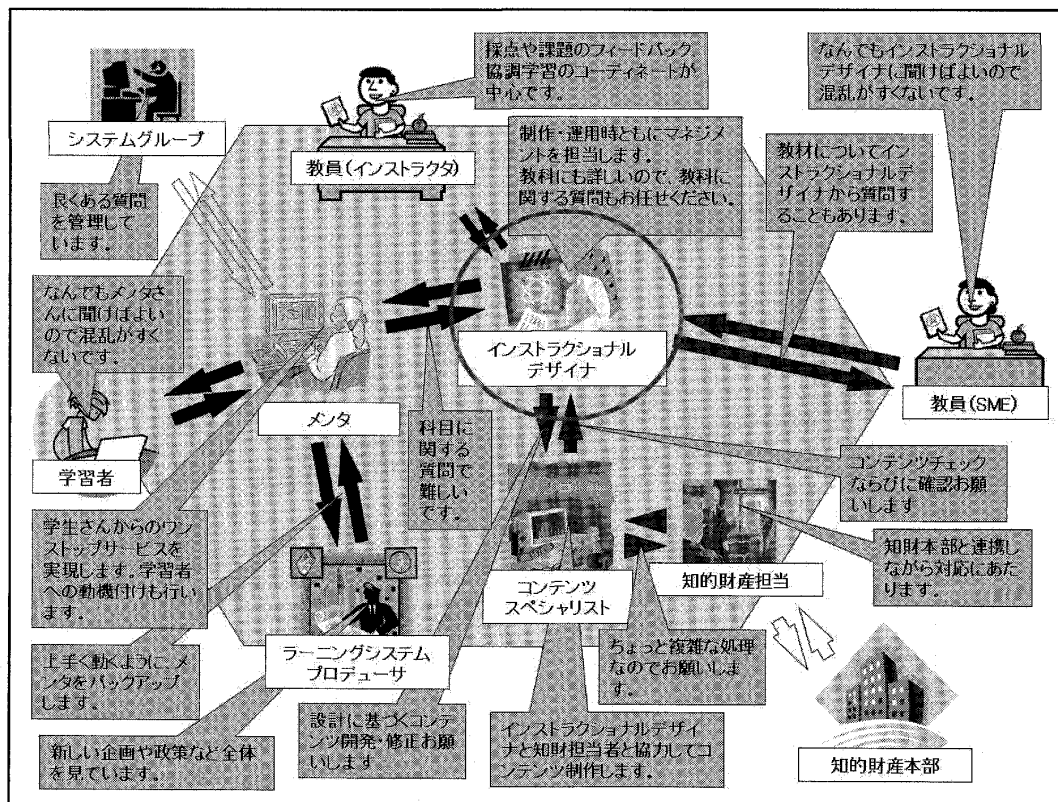 採点や課題のフィードバック、
協調学習のコーディネートが
中心です。
なんでもインストラクショナル
デザイナに聞けばよいので
混乱がすくないです。
システムグループ
教員(インストラクタ)
制作・運用時ともにマネジメ
ントを担当します。
教科にも詳しいので、教科に
関する質問もお任せください。
教材についてイン
ストラクショナルデ
ザイナから質問す
ることもあります。
良くある質問
を管理して
います。
なんでもメンタさ
んに聞けばよい
ので混乱がすく
ないです。
インストラクショナル
デザイナ
教員(SME)
メンタ
学習者
科目に
関する
質問で
難しい
です。
コンテンツチェック
ならびに確認お願
いします
学生さんからのワン
ストップサービスを
実現します。学習者
への動機付けも行い
ます。
コンテンツ
スペシャリスト
知的財産担当
知財本部と連携し
ながら対応にあた
ります。
上手く動くように、メ
ンタをバックアップ
します。
ラーニングシステム
プロデューサ
ちょっと複雑な処理
なのでお願いしま
す。
新しい企画や政策など全体
を見ています。
設計に基づくコンテ
ンツ開発・修正お願
いします
インストラクショナルデザイ
ナと知財担当者と協力してコ
ンテンツ制作します。
知的財産本部